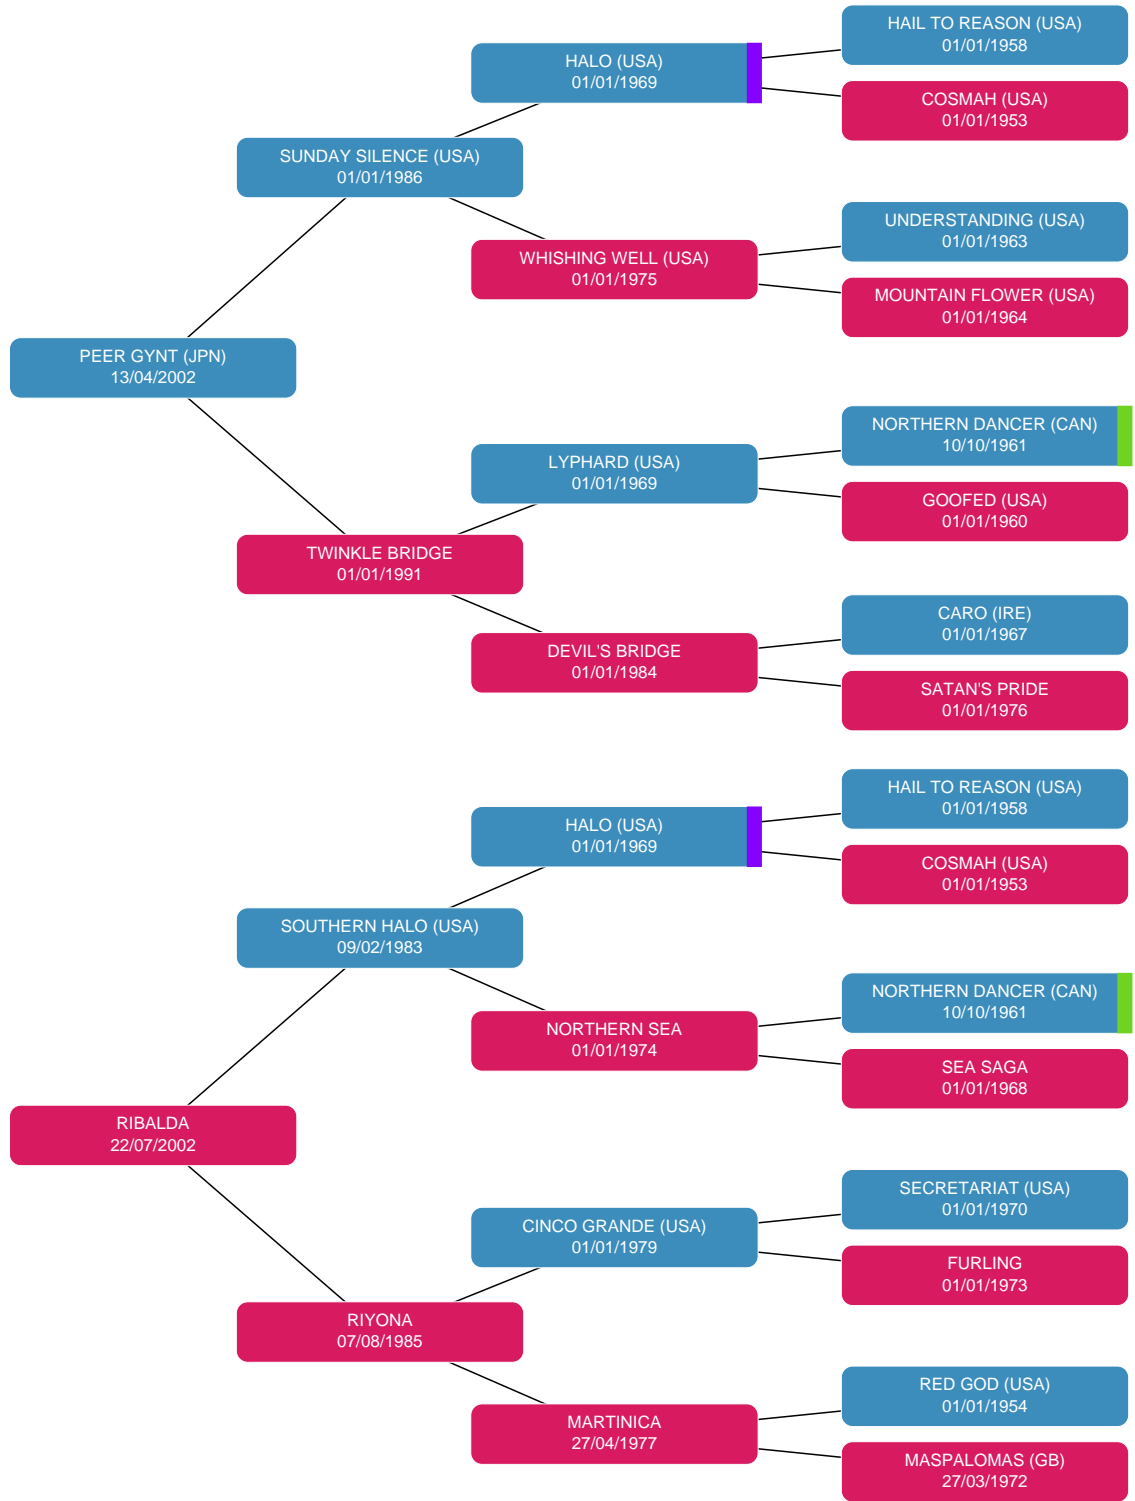 HAIL TO REASON (USA)
01/01/1958
HALO (USA)
01/01/1969
COSMAH (USA)
01/01/1953
SUNDAY SILENCE (USA)
01/01/1986
UNDERSTANDING (USA)
01/01/1963
WHISHING WELL (USA)
01/01/1975
MOUNTAIN FLOWER (USA)
01/01/1964
PEER GYNT (JPN)
13/04/2002
NORTHERN DANCER (CAN)
10/10/1961
LYPHARD (USA)
01/01/1969
GOOFED (USA)
01/01/1960
TWINKLE BRIDGE
01/01/1991
CARO (IRE)
01/01/1967
DEVIL'S BRIDGE
01/01/1984
SATAN'S PRIDE
01/01/1976
HAIL TO REASON (USA)
01/01/1958
HALO (USA)
01/01/1969
COSMAH (USA)
01/01/1953
SOUTHERN HALO (USA)
09/02/1983
NORTHERN DANCER (CAN)
10/10/1961
NORTHERN SEA
01/01/1974
SEA SAGA
01/01/1968
RIBALDA
22/07/2002
SECRETARIAT (USA)
01/01/1970
CINCO GRANDE (USA)
01/01/1979
FURLING
01/01/1973
RIYONA
07/08/1985
RED GOD (USA)
01/01/1954
MARTINICA
27/04/1977
MASPALOMAS (GB)
27/03/1972